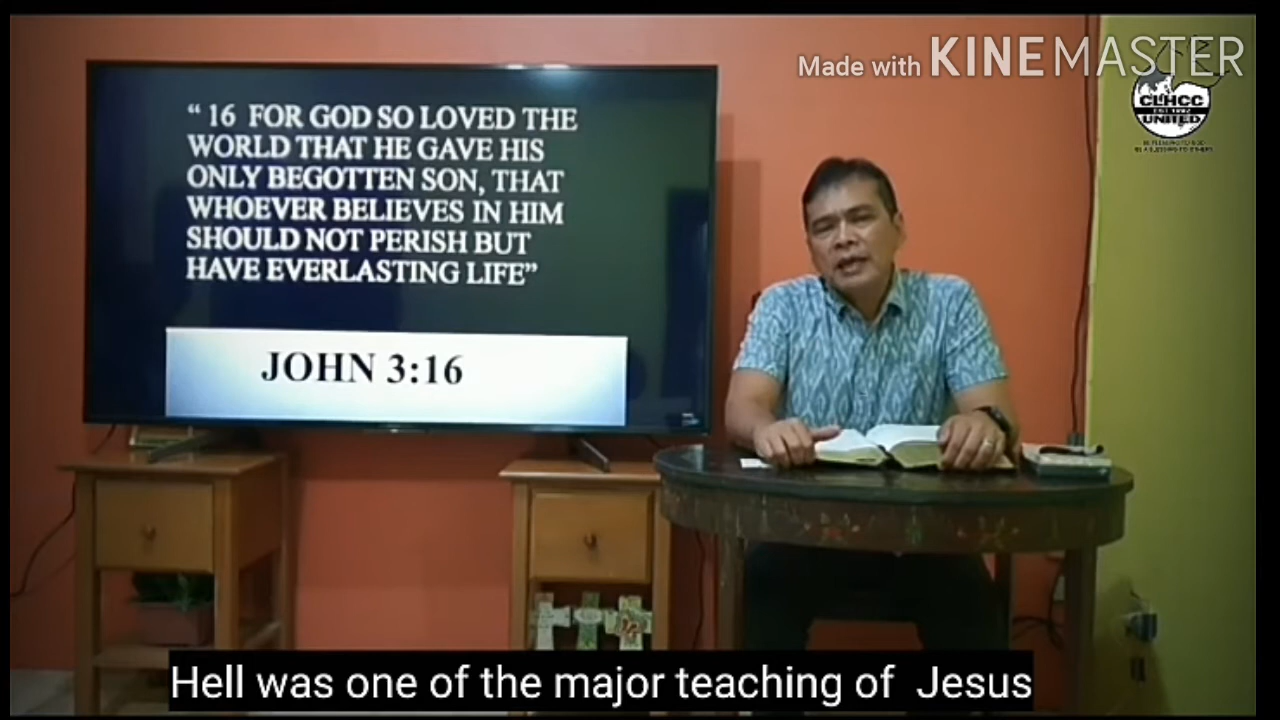 Made with KINEMASTER
CLHCC
UNITED
“ 16 FOR GOD SO LOVED THE
WORLD THAT HE GAVE HIS
ONLY BEGOTTEN SON, THAT
WHOEVER BELIEVES IN HIM
SHOULD NOT PERISH BUT
HAVE EVERLASTING LIFE”
JOHN 3:16
Hell was one of the major teaching of Jesus